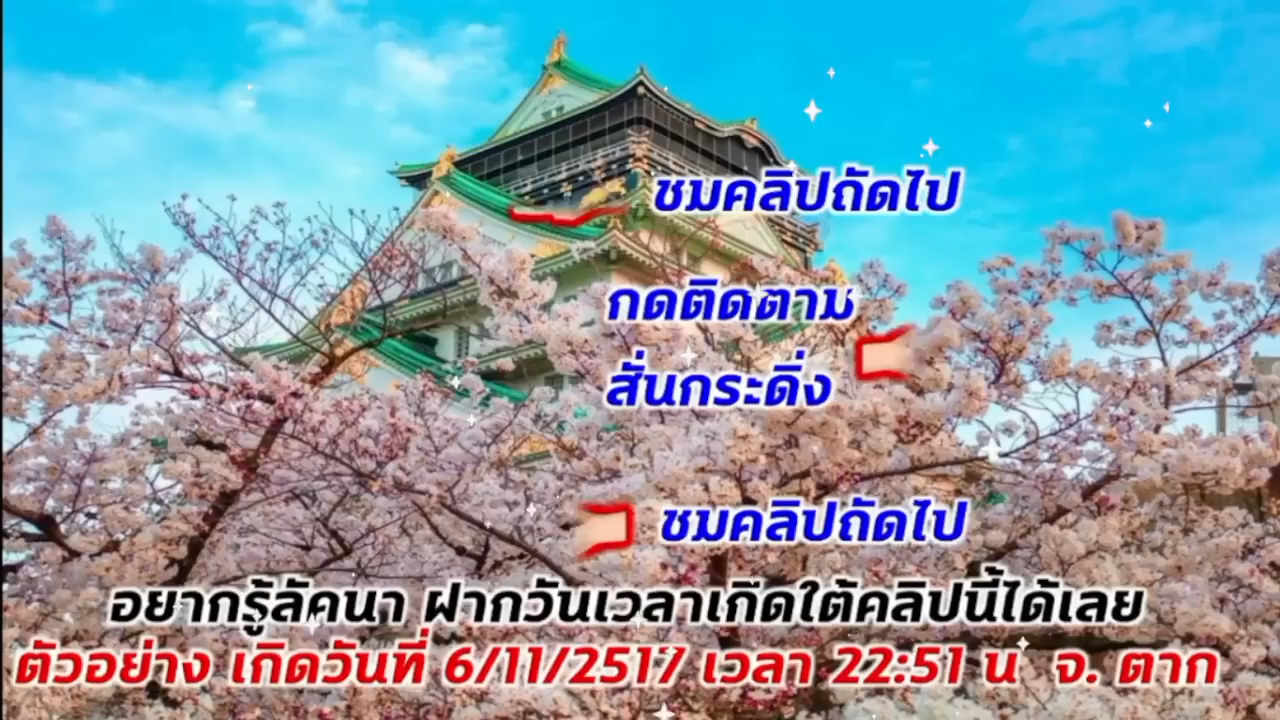 ชมคลิปถัดไป
กดติดตาม
สั่นกระดิ่ง
ชมคลิปถัดไป
อยากรู้ลัคนา ฝากวันเวลาเกิดใต้คลิปนี้ได้เลย
ตัวอย่าง เกิดวันที่ 6/11/2517 เวลา 22:51 น จ. ตาก